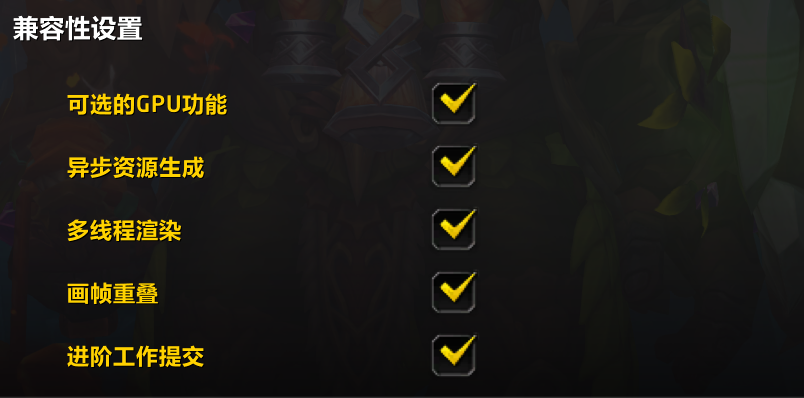 兼容性设置
可选的GPU功能
异步资源生成
多线程渲染
画帧重叠
进阶工作提交